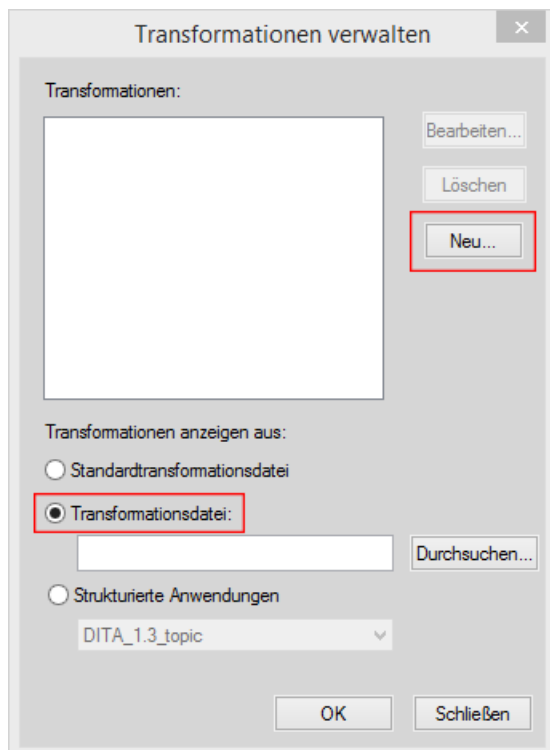 Transformationen verwalten
Transformationen:
Bearbeiten...
Löschen
Neu...
Transformationen anzeigen aus:
Standardtransformationsdatei
Transformationsdatei:
Durchsuchen...
Strukturierte Anwendungen
DITA_1.3_topic
OK Schließen